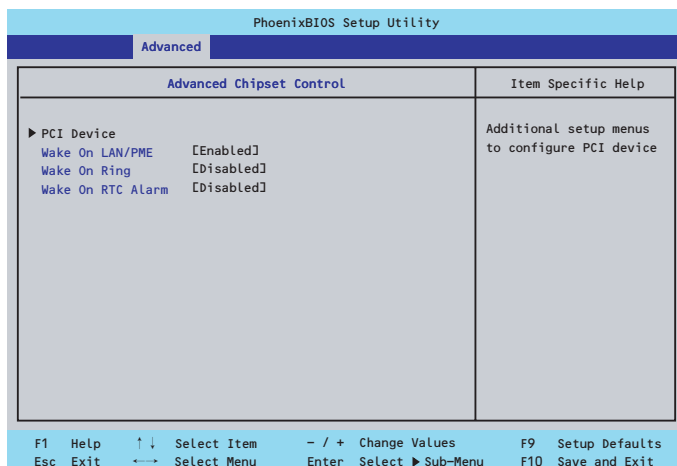 PhoenixBIOS Setup Utility
Advanced
Advanced Chipset Control
Item Specific Help
▶ PCI Device
Wake On LAN/PME [Enabled]
Wake On Ring [Disabled]
Wake On RTC Alarm [Disabled]
Additional setup menus
to configure PCI device
F1 Help ↑↓ Select Item - / + Change Values F9 Setup Defaults
Esc Exit ←→ Select Menu Enter Select ▶ Sub-Menu F10 Save and Exit